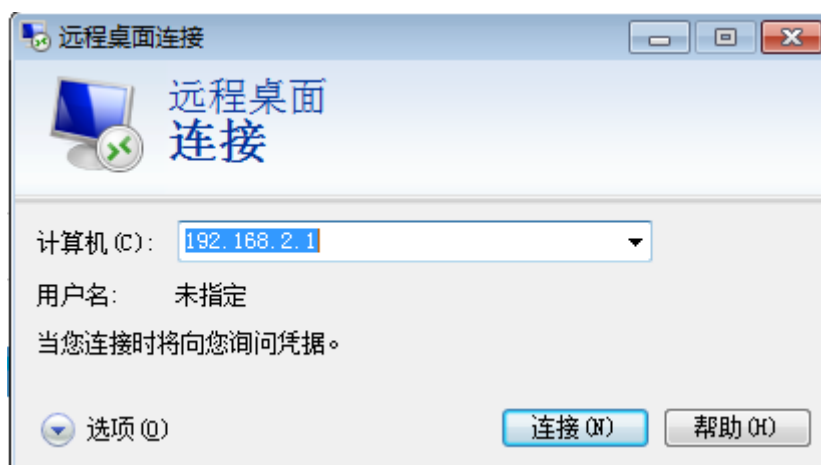 远程桌面连接
远程桌面
连接
计算机(C): 192.168.2.1
用户名: 未指定
当您连接时将向您询问凭据。
选项(O) 连接(N) 帮助(H)